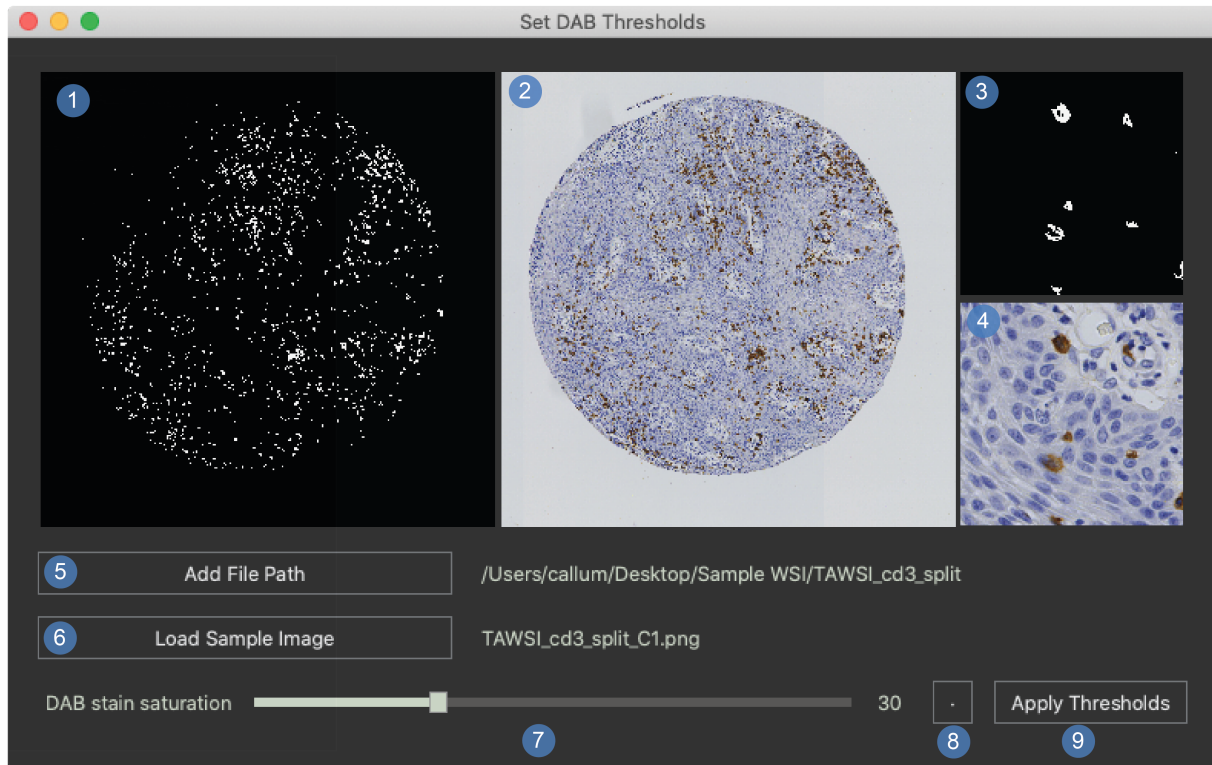 Set DAB Thresholds
1
2
3
4
5 Add File Path /Users/callum/Desktop/Sample WSI/TAWSI_cd3_split
6 Load Sample Image TAWSI_cd3_split_C1.png
DAB stain saturation 30 . Apply Thresholds
7 8 9